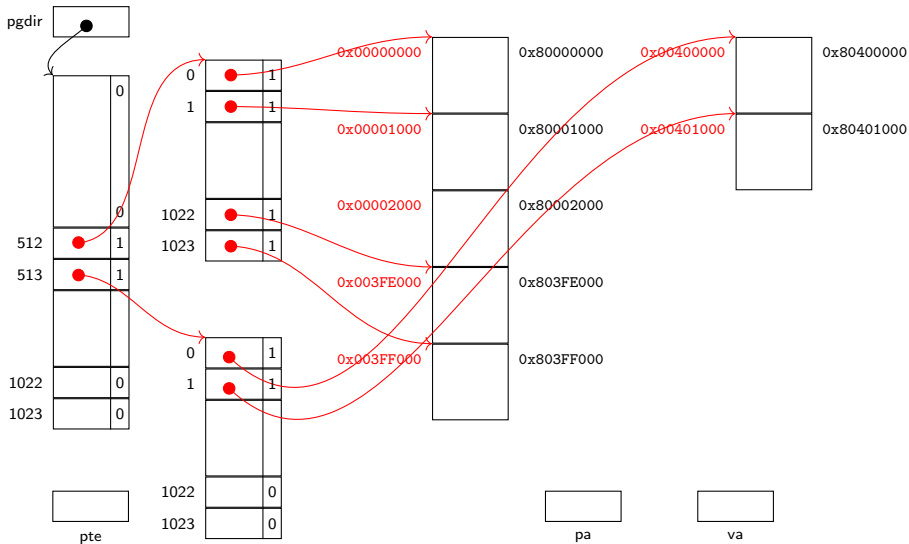 pgdir
0
0
512 1
513 1
1022 0
1023 0
pte
0 1
1 1
1022 1
1023 1
0 1
1 1
1022 0
1023 0
0x00000000 0x80000000
0x00001000 0x80001000
0x00002000 0x80002000
0x003FE000 0x803FE000
0x003FF000 0x803FF000
0x00400000 0x80400000
0x00401000 0x80401000
pa
va